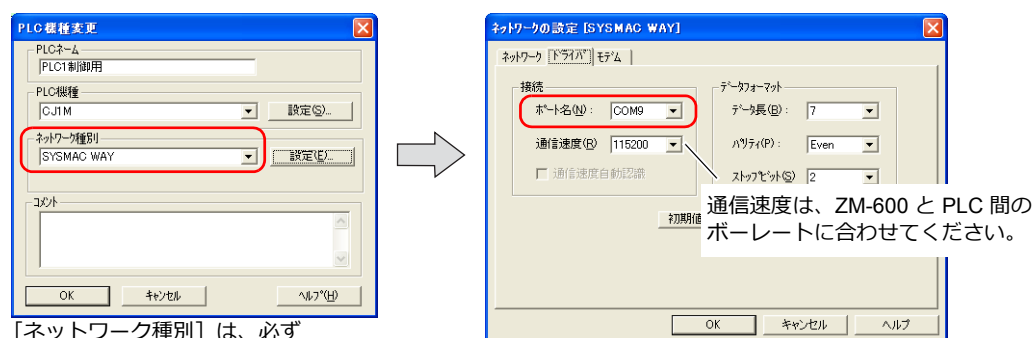 PLC機種変更
PLCネーム
PLC1制御用
PLC機種
CJ1M
設定(S)...
ネットワーク種別
SYSMAC WAY
設定(E)...
コメント
OK
キャンセル
ヘルプ(H)
［ネットワーク種別］は、必ず
ネットワークの設定 [SYSMAC WAY]
ネットワーク
ドライバ
モデム
接続
ポート名(N)：
COM9
通信速度(R)
115200
通信速度自動認識
データフォーマット
データ長(B)：
7
パリティ(P)：
Even
ストップビット(S)
2
初期値
通信速度は、ZM-600 と PLC 間の
ボーレートに合わせてください。
OK
キャンセル
ヘルプ